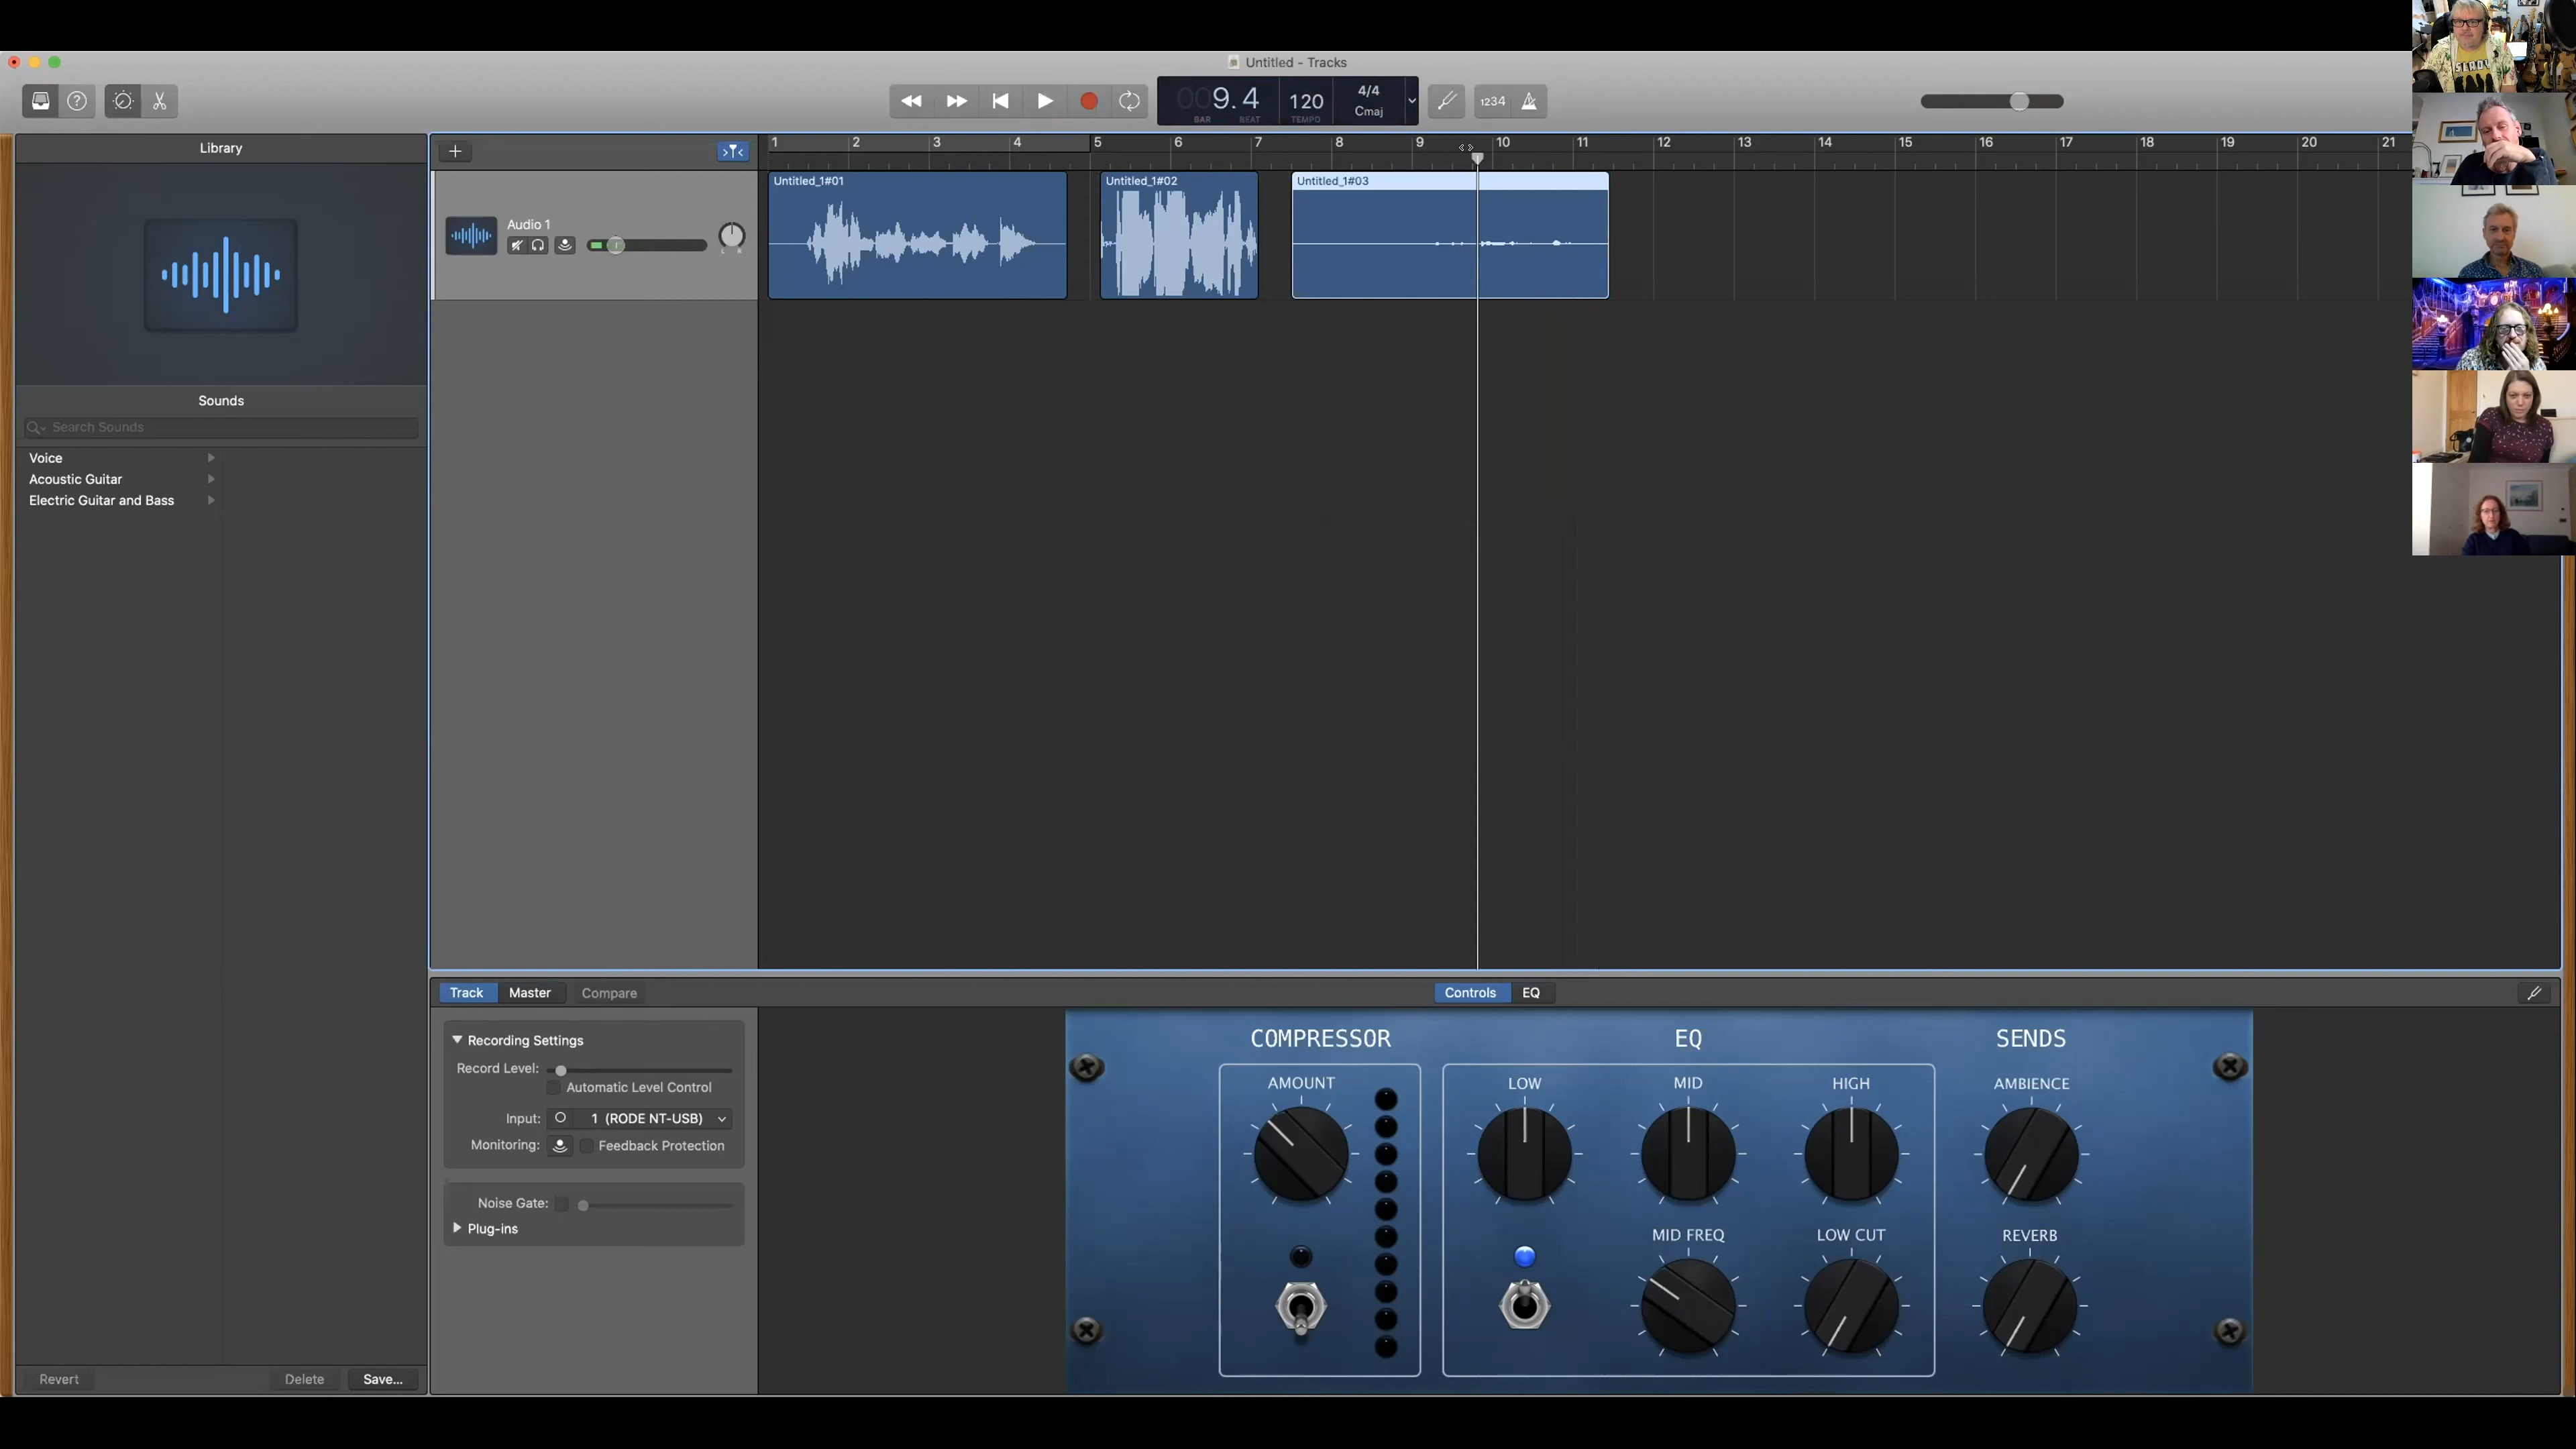 Untitled - Tracks
009.4
BAR BEAT
120
TEMPO
4/4
Cmaj
1234
Library
1 2 3 4 5 6 7 8 9 10 11 12 13 14 15 16 17 18 19 20 21
Untitled_1#01
Untitled_1#02
Untitled_1#03
Audio 1
L R
Sounds
Search Sounds
Voice
Acoustic Guitar
Electric Guitar and Bass
Track Master Compare
Controls EQ
Recording Settings
Record Level:
Automatic Level Control
Input: 1 (RODE NT-USB)
Monitoring: Feedback Protection
Noise Gate:
Plug-ins
COMPRESSOR EQ SENDS
AMOUNT LOW MID HIGH AMBIENCE
MID FREQ LOW CUT REVERB
Revert Delete Save...